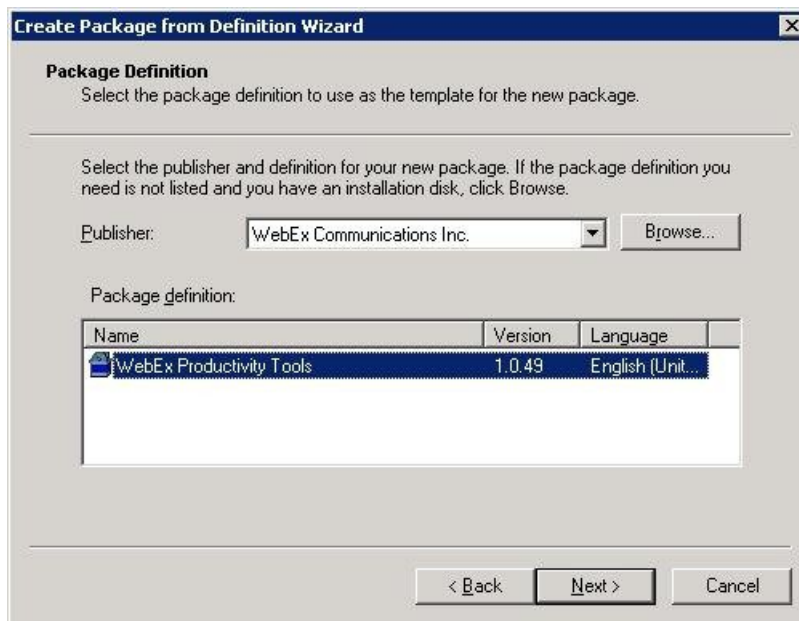 Create Package from Definition Wizard
Package Definition
Select the package definition to use as the template for the new package.
Select the publisher and definition for your new package. If the package definition you
need is not listed and you have an installation disk, click Browse.
Publisher: WebEx Communications Inc. Browse...
Package definition:
Name Version Language
WebEx Productivity Tools 1.0.49 English (Unit...
< Back Next > Cancel